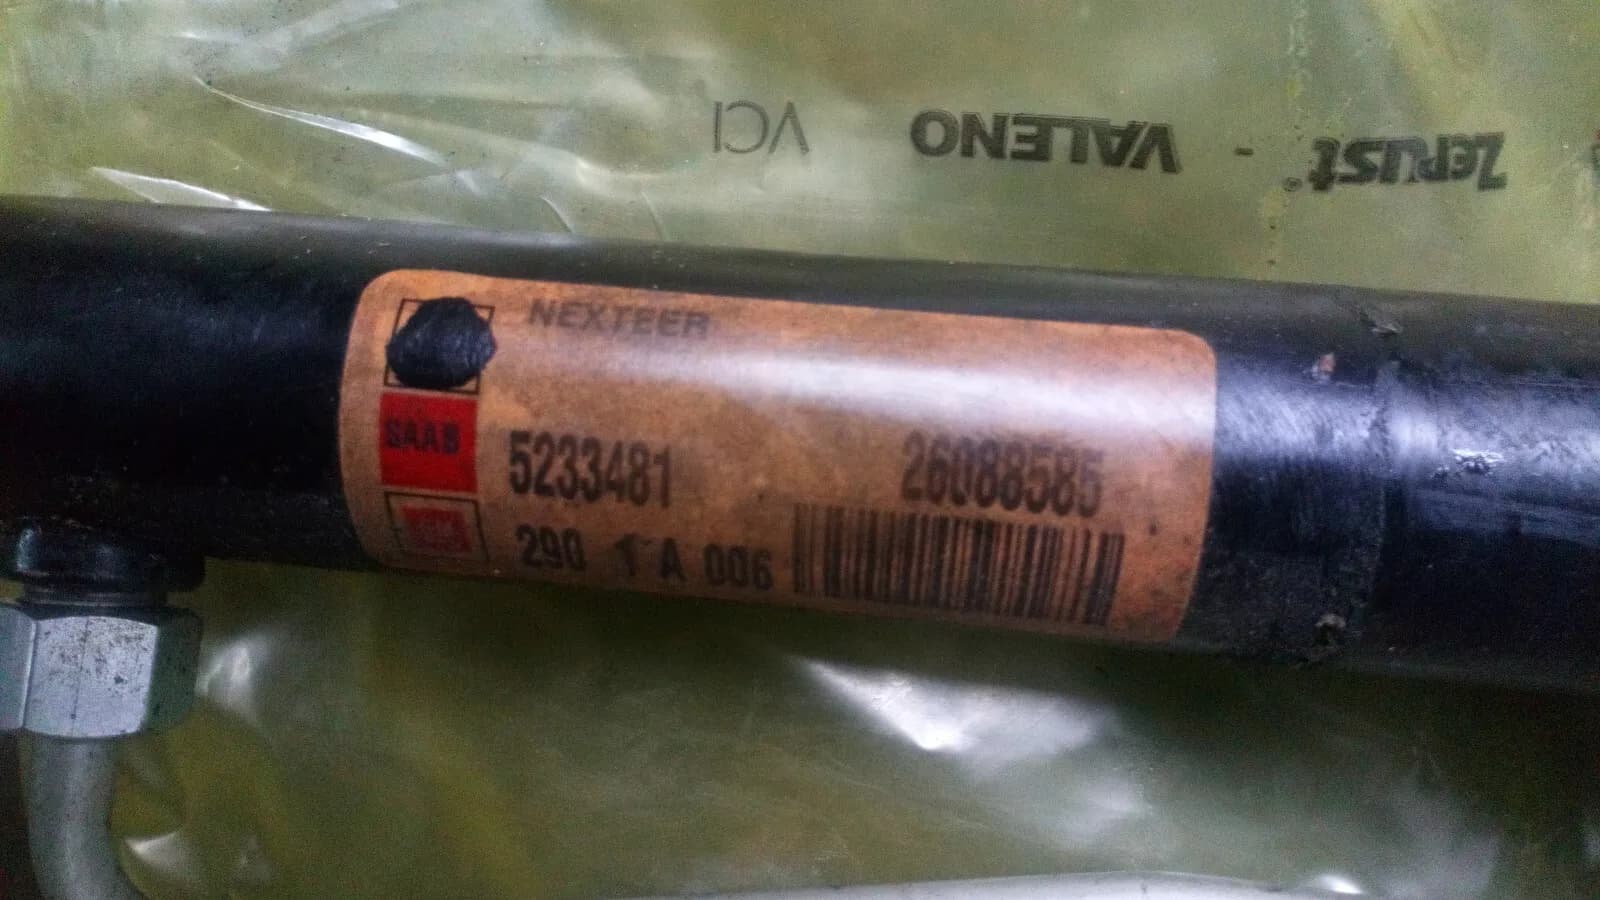 Zerust® - VALENO VCI
NEXTEER
SAAB
5233481 26088585
290 1 A 006